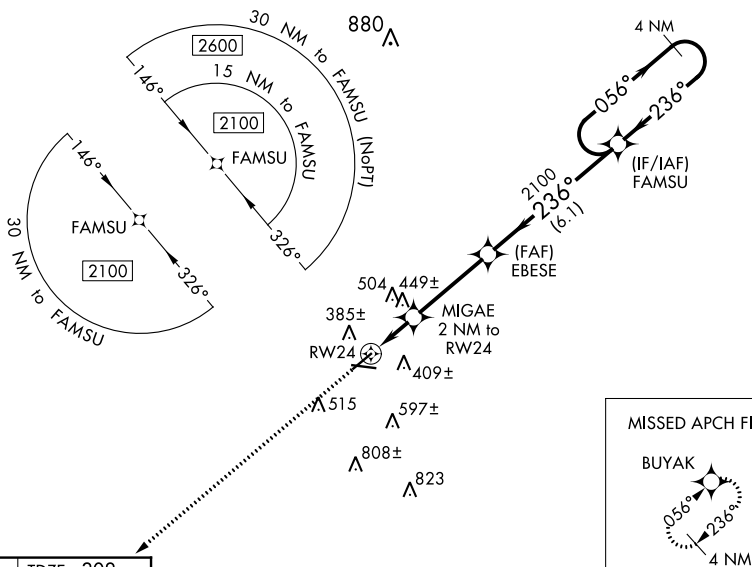 30 NM to FAMSU (NoPT)
2600
15 NM to FAMSU
2100
146°
FAMSU
326°
880
4 NM
056°
236°
(IF/IAF)
FAMSU
2100
236°
(6.1)
(FAF)
EBESE
146°
FAMSU
326°
2100
30 NM to FAMSU
504
449±
MIGAE
2 NM to
RW24
385±
RW24
409±
515
597±
808±
823
MISSED APCH
BUYAK
056°
236°
4 NM
TDZE